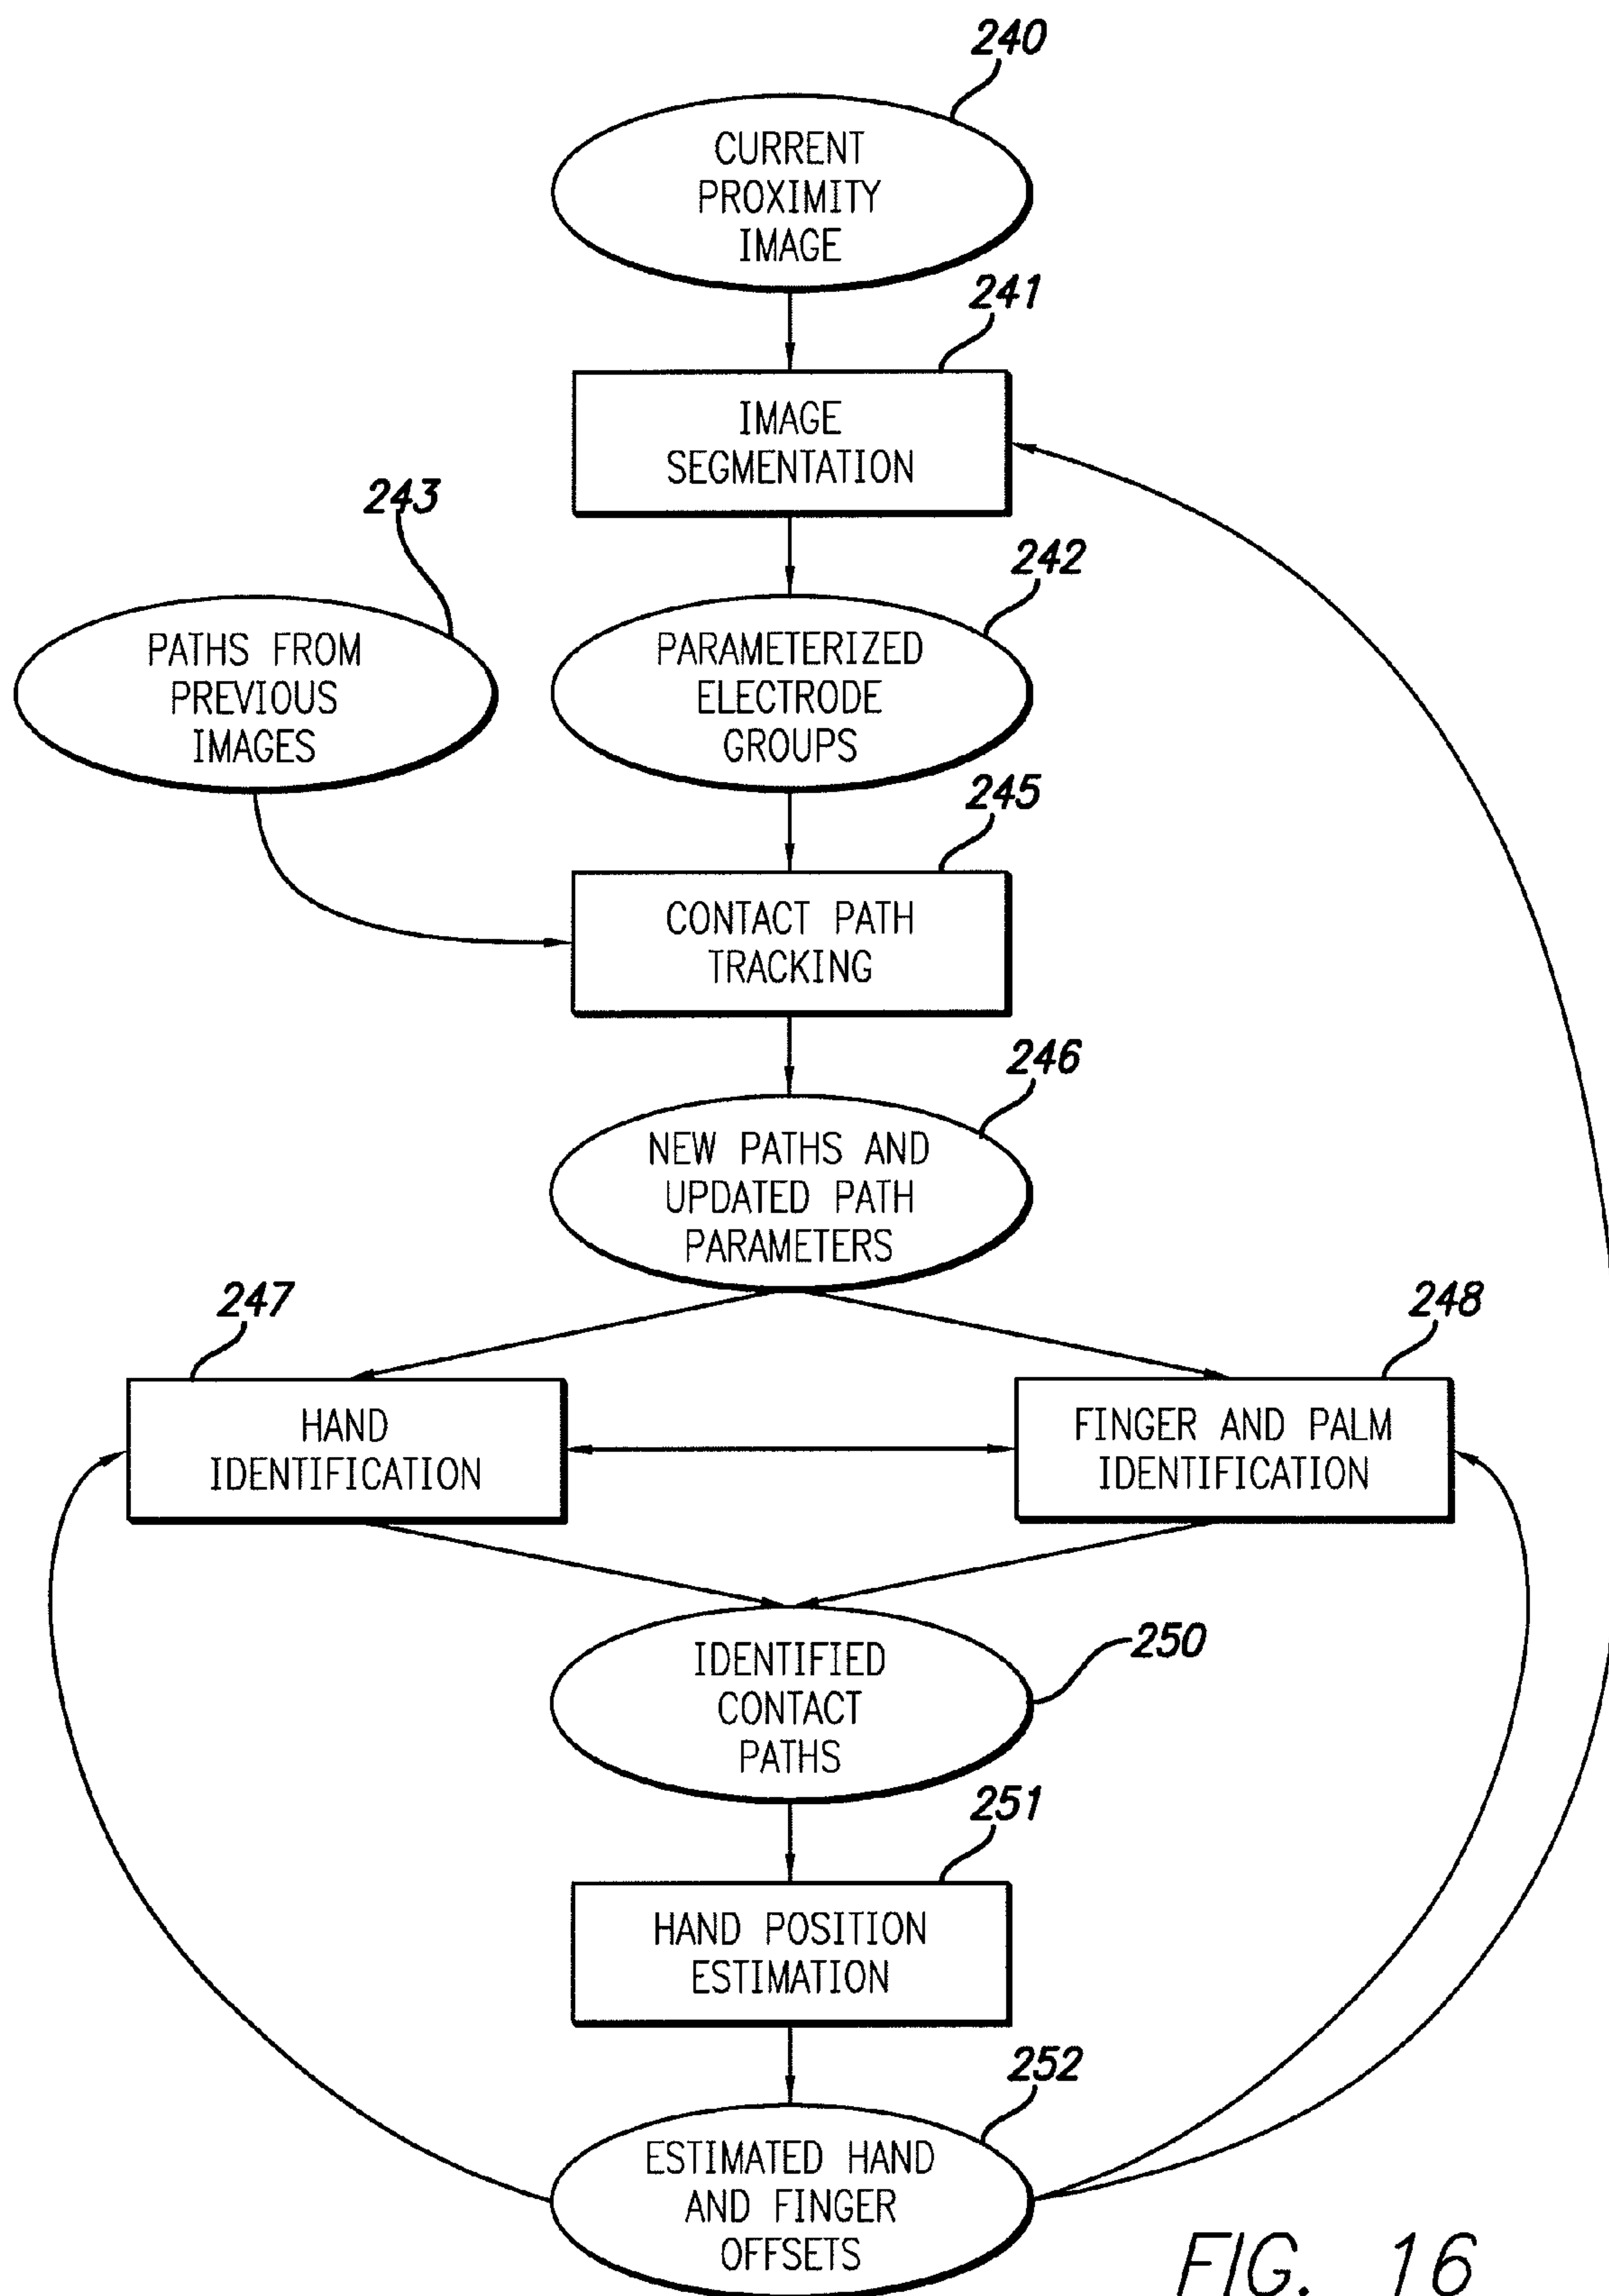 240
CURRENT
PROXIMITY
IMAGE
241
IMAGE
SEGMENTATION
243
242
PATHS FROM
PREVIOUS
IMAGES
PARAMETERIZED
ELECTRODE
GROUPS
245
CONTACT PATH
TRACKING
246
NEW PATHS AND
UPDATED PATH
PARAMETERS
247
248
HAND
IDENTIFICATION
FINGER AND PALM
IDENTIFICATION
250
IDENTIFIED
CONTACT
PATHS
251
HAND POSITION
ESTIMATION
252
ESTIMATED HAND
AND FINGER
OFFSETS
FIG. 16